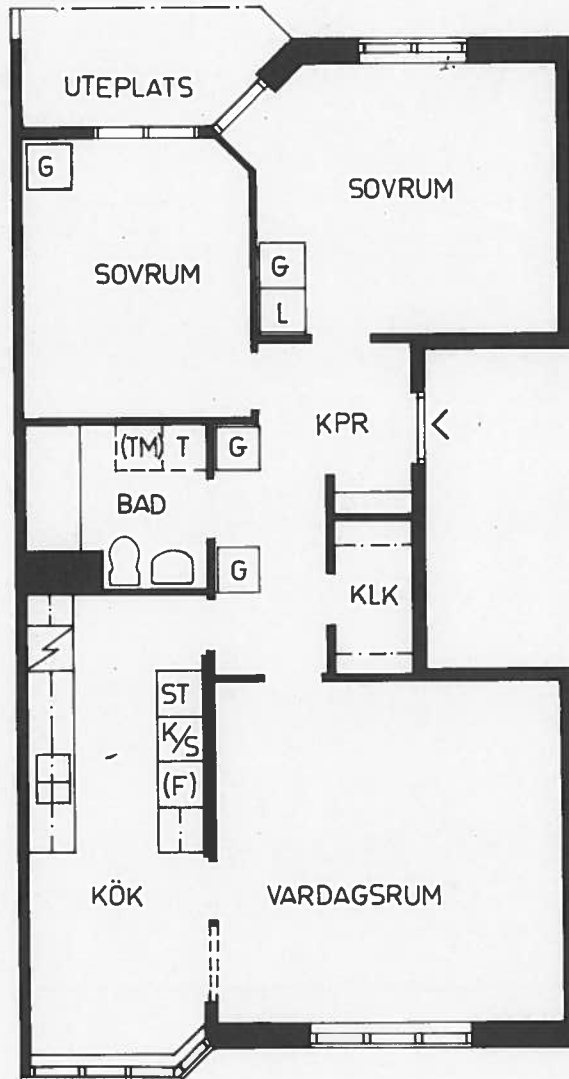 UTEPLATS
G
SOVRUM
SOVRUM
G
L
KPR
(TM) T
G
BAD
G
KLK
ST
K/S
(F)
KÖK
VARDAGSRUM